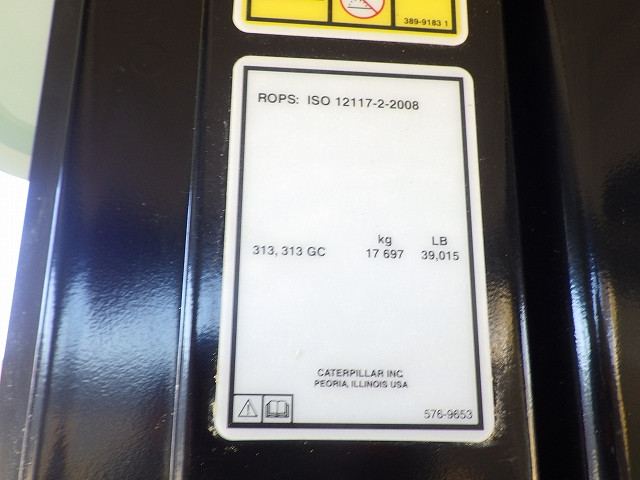 389-9183 1
ROPS: ISO 12117-2-2008
kg LB
313, 313 GC 17 697 39,015
CATERPILLAR INC
PEORIA, ILLINOIS USA
576-9653